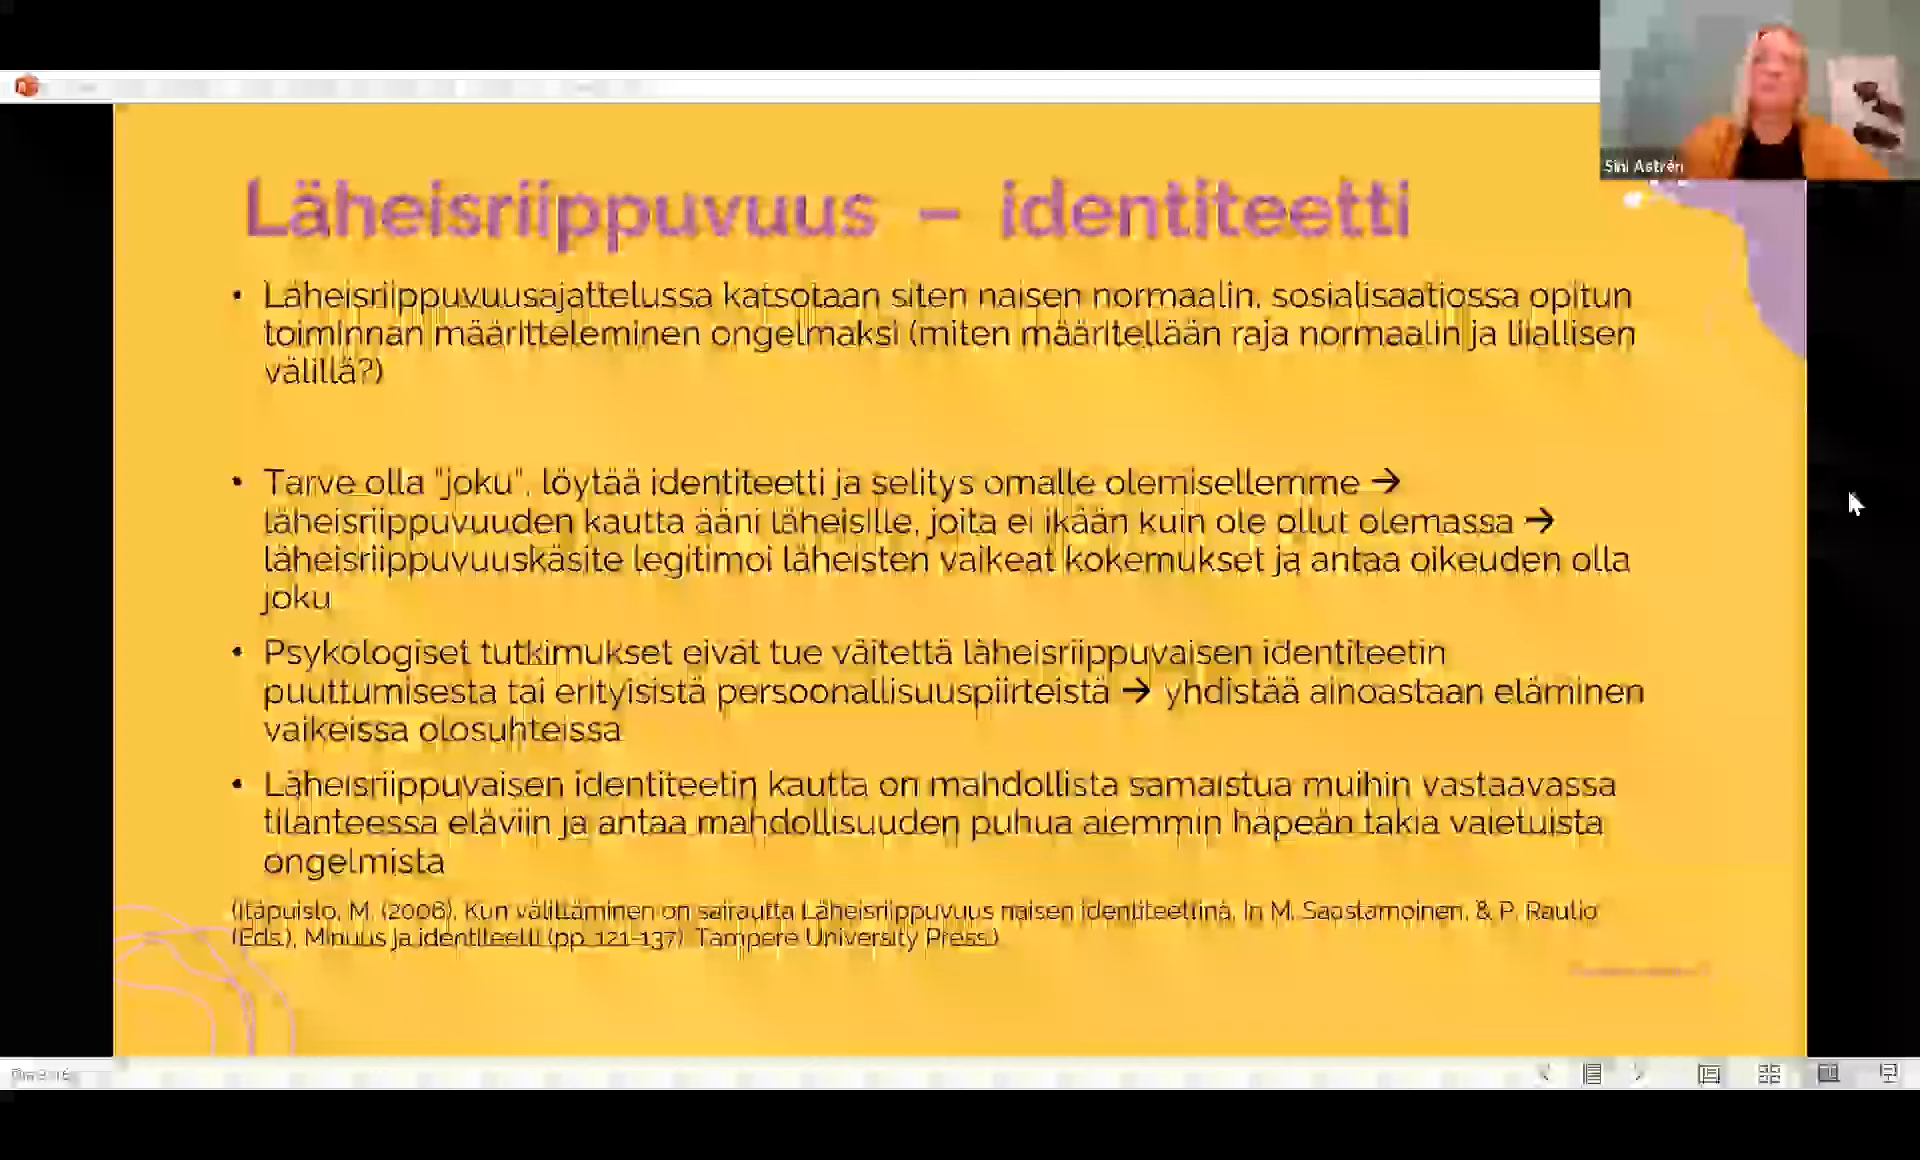 Sini Astrén
Läheisriippuvuus – identiteetti
• Läheisriippuvuusajattelussa katsotaan siten naisen normaalin, sosialisaatiossa opitun
toiminnan määritteleminen ongelmaksi (miten määritellään raja normaalin ja liiallisen
välillä?)
• Tarve olla "joku", löytää identiteetti ja selitys omalle olemisellemme →
läheisriippuvuuden kautta ääni läheisille, joita ei ikään kuin ole ollut olemassa →
läheisriippuvuuskäsite legitimoi läheisten vaikeat kokemukset ja antaa oikeuden olla
joku
• Psykologiset tutkimukset eivät tue väitettä läheisriippuvaisen identiteetin
puuttumisesta tai erityisistä persoonallisuuspiirteistä → yhdistää ainoastaan eläminen
vaikeissa olosuhteissa
• Läheisriippuvaisen identiteetin kautta on mahdollista samaistua muihin vastaavassa
tilanteessa eläviin ja antaa mahdollisuuden puhua aiemmin häpeän takia vaietuista
ongelmista
(Itäpuisto, M. (2006). Kun välittäminen on sairautta Läheisriippuvuus naisen identiteettinä. In M. Saastamoinen, & P. Raulio
(Eds.), Minuus ja identiteetti (pp. 121-137). Tampere University Press.)